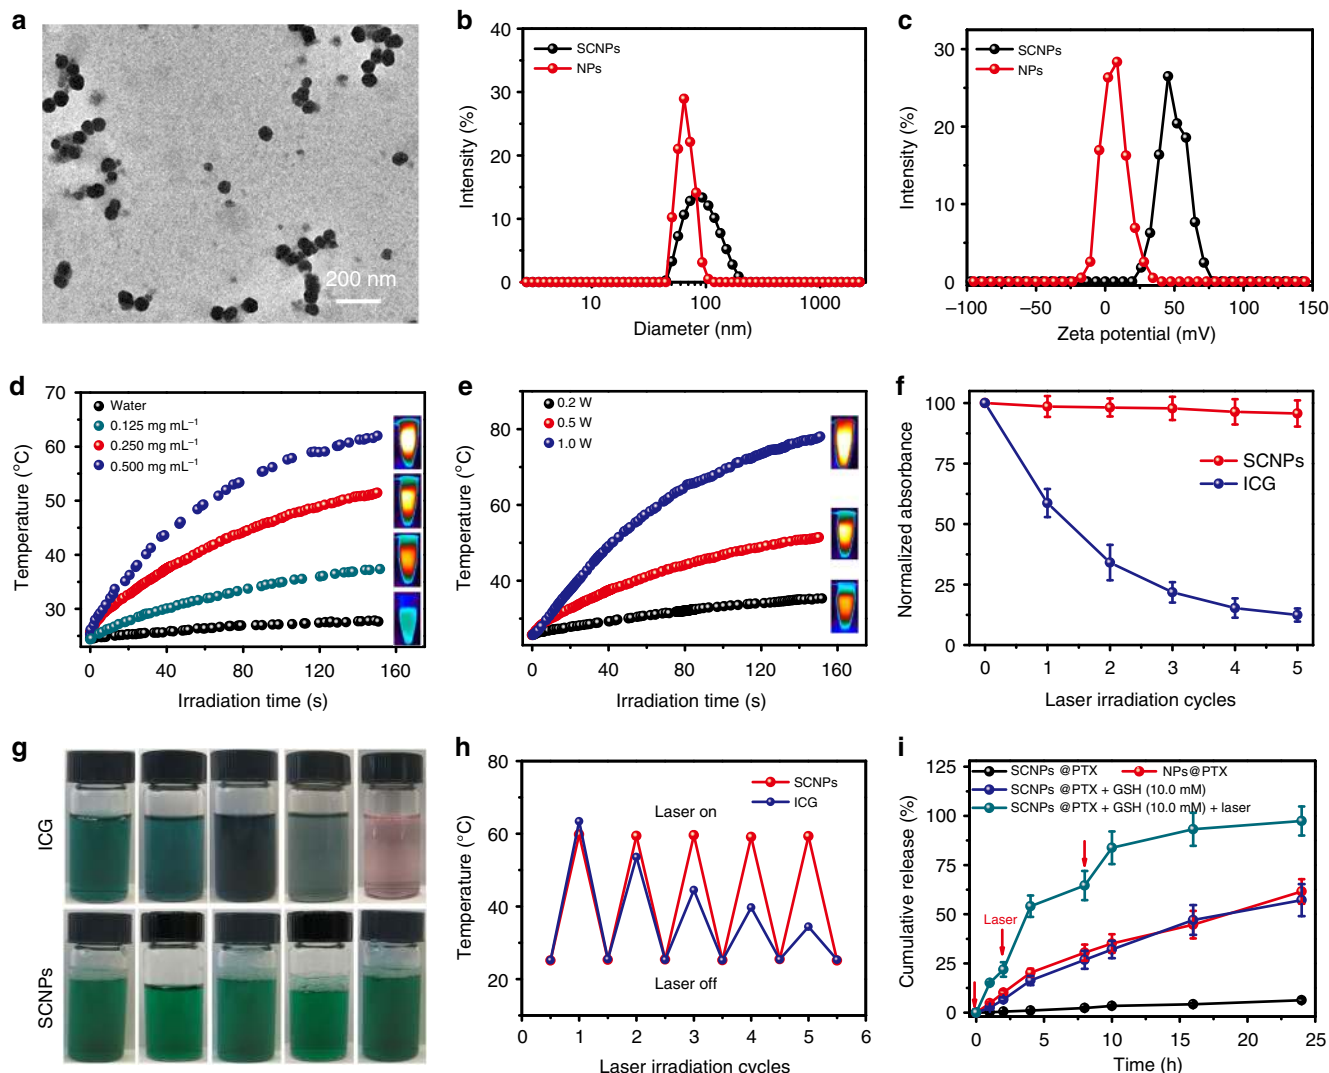 a
200 nm
b
SCNPs
NPs
Intensity (%)
40
30
20
10
0
10
100
1000
Diameter (nm)
c
SCNPs
NPs
Intensity (%)
30
20
10
0
−100
−50
0
50
100
150
Zeta potential (mV)
d
Water
0.125 mg mL⁻¹
0.250 mg mL⁻¹
0.500 mg mL⁻¹
Temperature (°C)
70
60
50
40
30
0
40
80
120
160
Irradiation time (s)
e
0.2 W
0.5 W
1.0 W
Temperature (°C)
80
60
40
0
40
80
120
160
Irradiation time (s)
f
SCNPs
ICG
Normalized absorbance
100
75
50
25
0
0
1
2
3
4
5
Laser irradiation cycles
g
ICG
SCNPs
h
SCNPs
ICG
Laser on
Laser off
Temperature (°C)
80
60
40
20
0
1
2
3
4
5
6
Laser irradiation cycles
i
SCNPs @PTX
NPs@PTX
SCNPs @PTX + GSH (10.0 mM)
SCNPs @PTX + GSH (10.0 mM) + laser
Laser
Cumulative release (%)
125
100
75
50
25
0
0
5
10
15
20
25
Time (h)